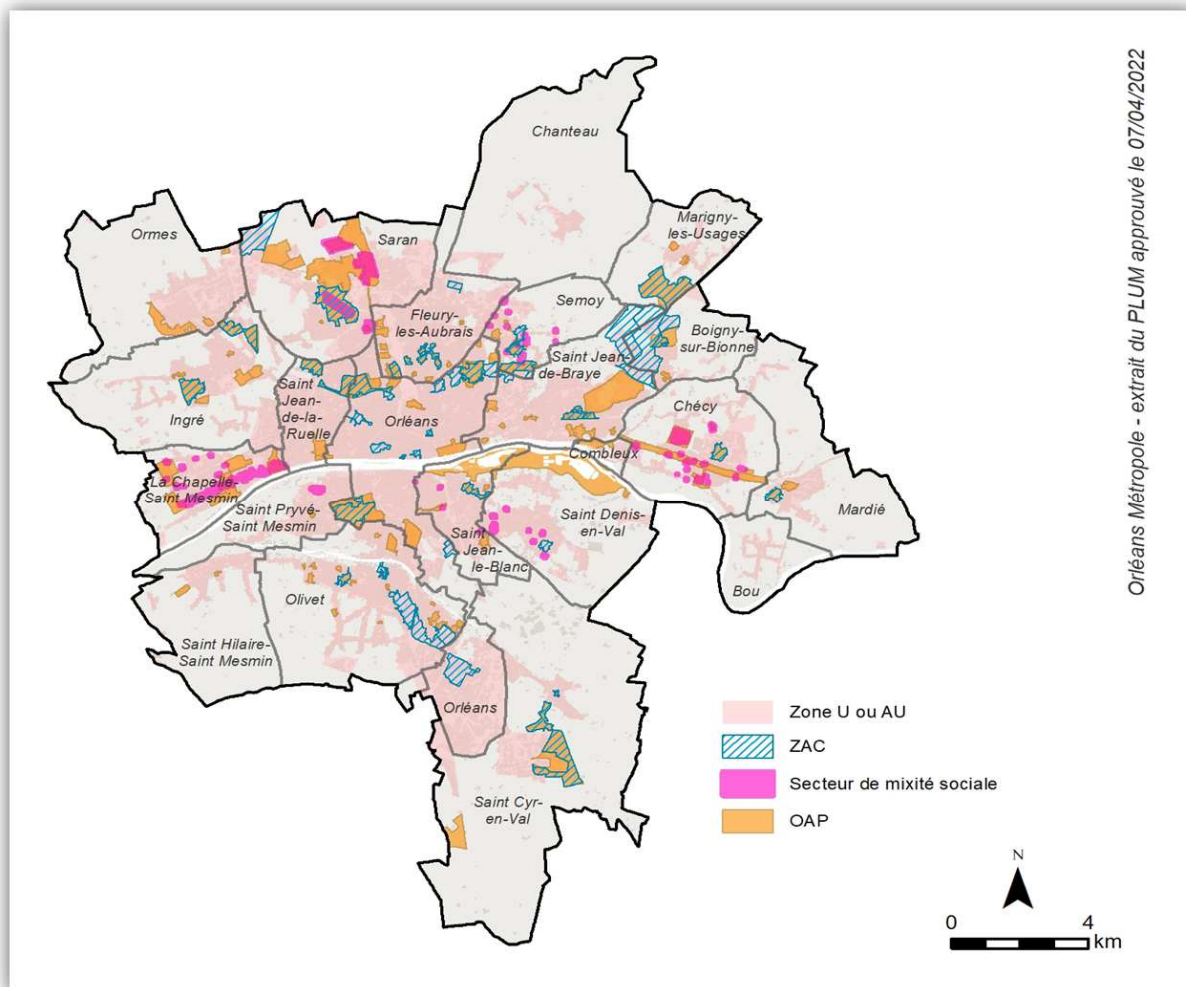 Orléans Métropole - extrait du PLUM approuvé le 07/04/2022
Chanteau
Ormes
Saran
Marigny-
les-Usages
Semoy
Fleury-
les-Aubrais
Boigny-
sur-Bionne
Saint Jean-
de-Braye
Ingré
Saint
Jean-
de-la-
Ruelle
Orléans
Chécy
Combleux
La Chapelle-
Saint Mesmin
Saint Pryvé-
Saint Mesmin
Saint Denis-
en-Val
Mardié
Saint
Jean-
le-Blanc
Bou
Olivet
Saint Hilaire-
Saint Mesmin
Orléans
Saint Cyr-
en-Val
Zone U ou AU
ZAC
Secteur de mixité sociale
OAP
N
0 4
km